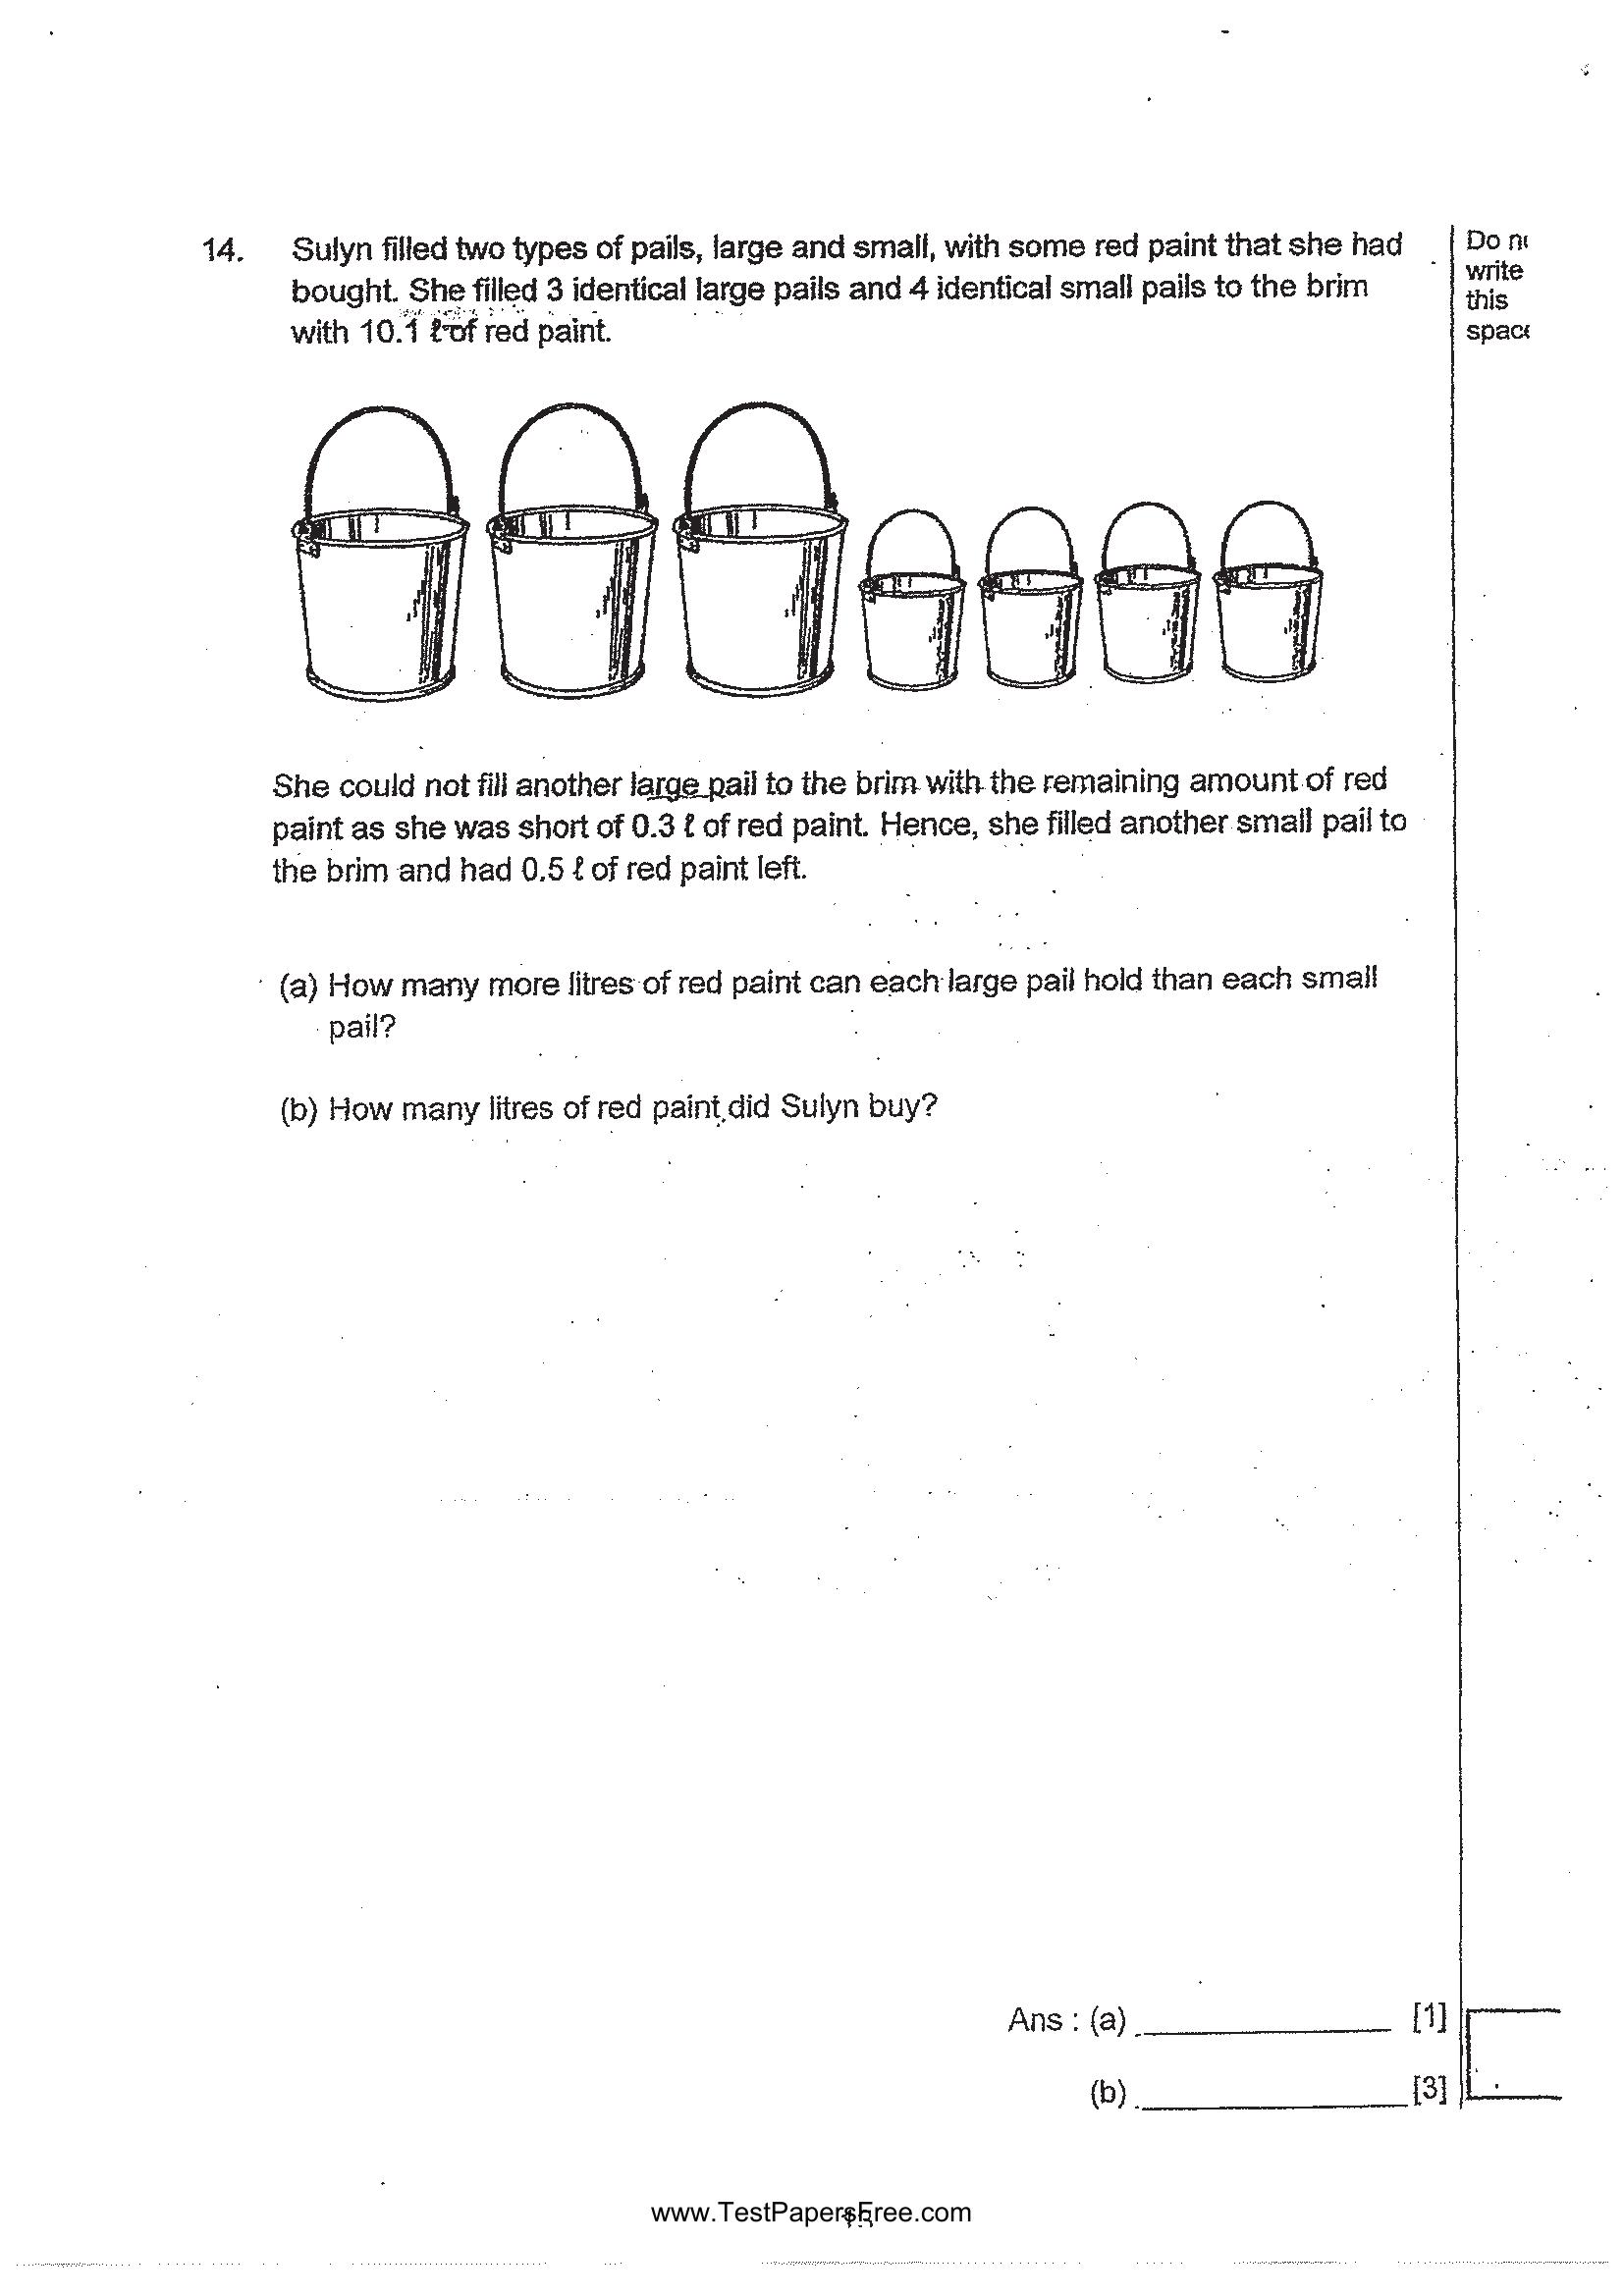 14. Sulyn filled two types of pails, large and small, with some red paint that she had
bought. She filled 3 identical large pails and 4 identical small pails to the brim
with 10.1 ℓ of red paint.
Do n
write
this
spac
She could not fill another large pail to the brim with the remaining amount of red
paint as she was short of 0.3 ℓ of red paint. Hence, she filled another small pail to
the brim and had 0.5 ℓ of red paint left.
(a) How many more litres of red paint can each large pail hold than each small
pail?
(b) How many litres of red paint did Sulyn buy?
Ans : (a) ____________ [1]
(b) ____________ [3]
www.TestPapersFree.com